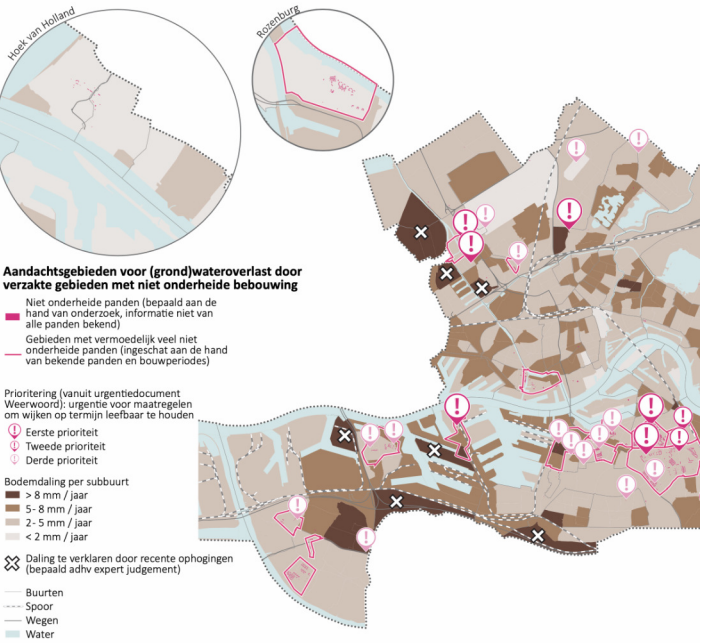 Hoek van Holland
Rozenburg
Aandachtsgebieden voor (grond)wateroverlast door
verzakte gebieden met niet onderheide bebouwing
Niet onderheide panden (bepaald aan de
hand van onderzoek, informatie niet van
alle panden bekend)
Gebieden met vermoedelijk veel niet
onderheide panden (ingeschat aan de hand
van bekende panden en bouwperiodes)
Prioritering (vanuit urgentiedocument
Weerwoord): urgentie voor maatregelen
om wijken op termijn leefbaar te houden
Eerste prioriteit
Tweede prioriteit
Derde prioriteit
Bodemdaling per subbuurt
> 8 mm / jaar
5- 8 mm / jaar
2- 5 mm / jaar
< 2 mm / jaar
Daling te verklaren door recente ophogingen
(bepaald adhv expert judgement)
Buurten
Spoor
Wegen
Water